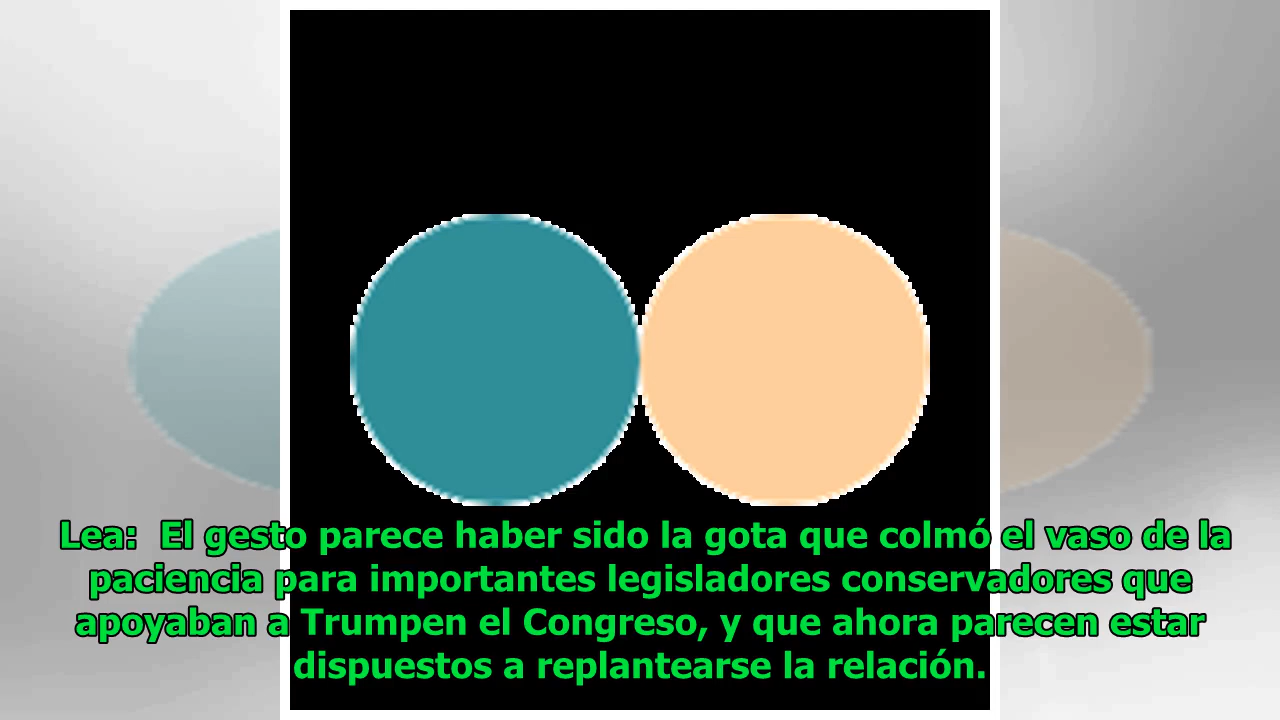 Lea:  El gesto parece haber sido la gota que colmó el vaso de la
paciencia para importantes legisladores conservadores que
apoyaban a Trumpen el Congreso, y que ahora parecen estar
dispuestos a replantearse la relación.